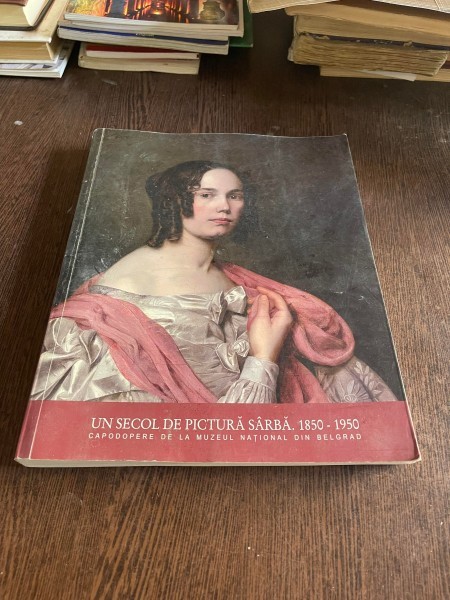 UN SECOL DE PICTURĂ SÂRBĂ. 1850 - 1950
CAPODOPERE DE LA MUZEUL NAȚIONAL DIN BELGRAD